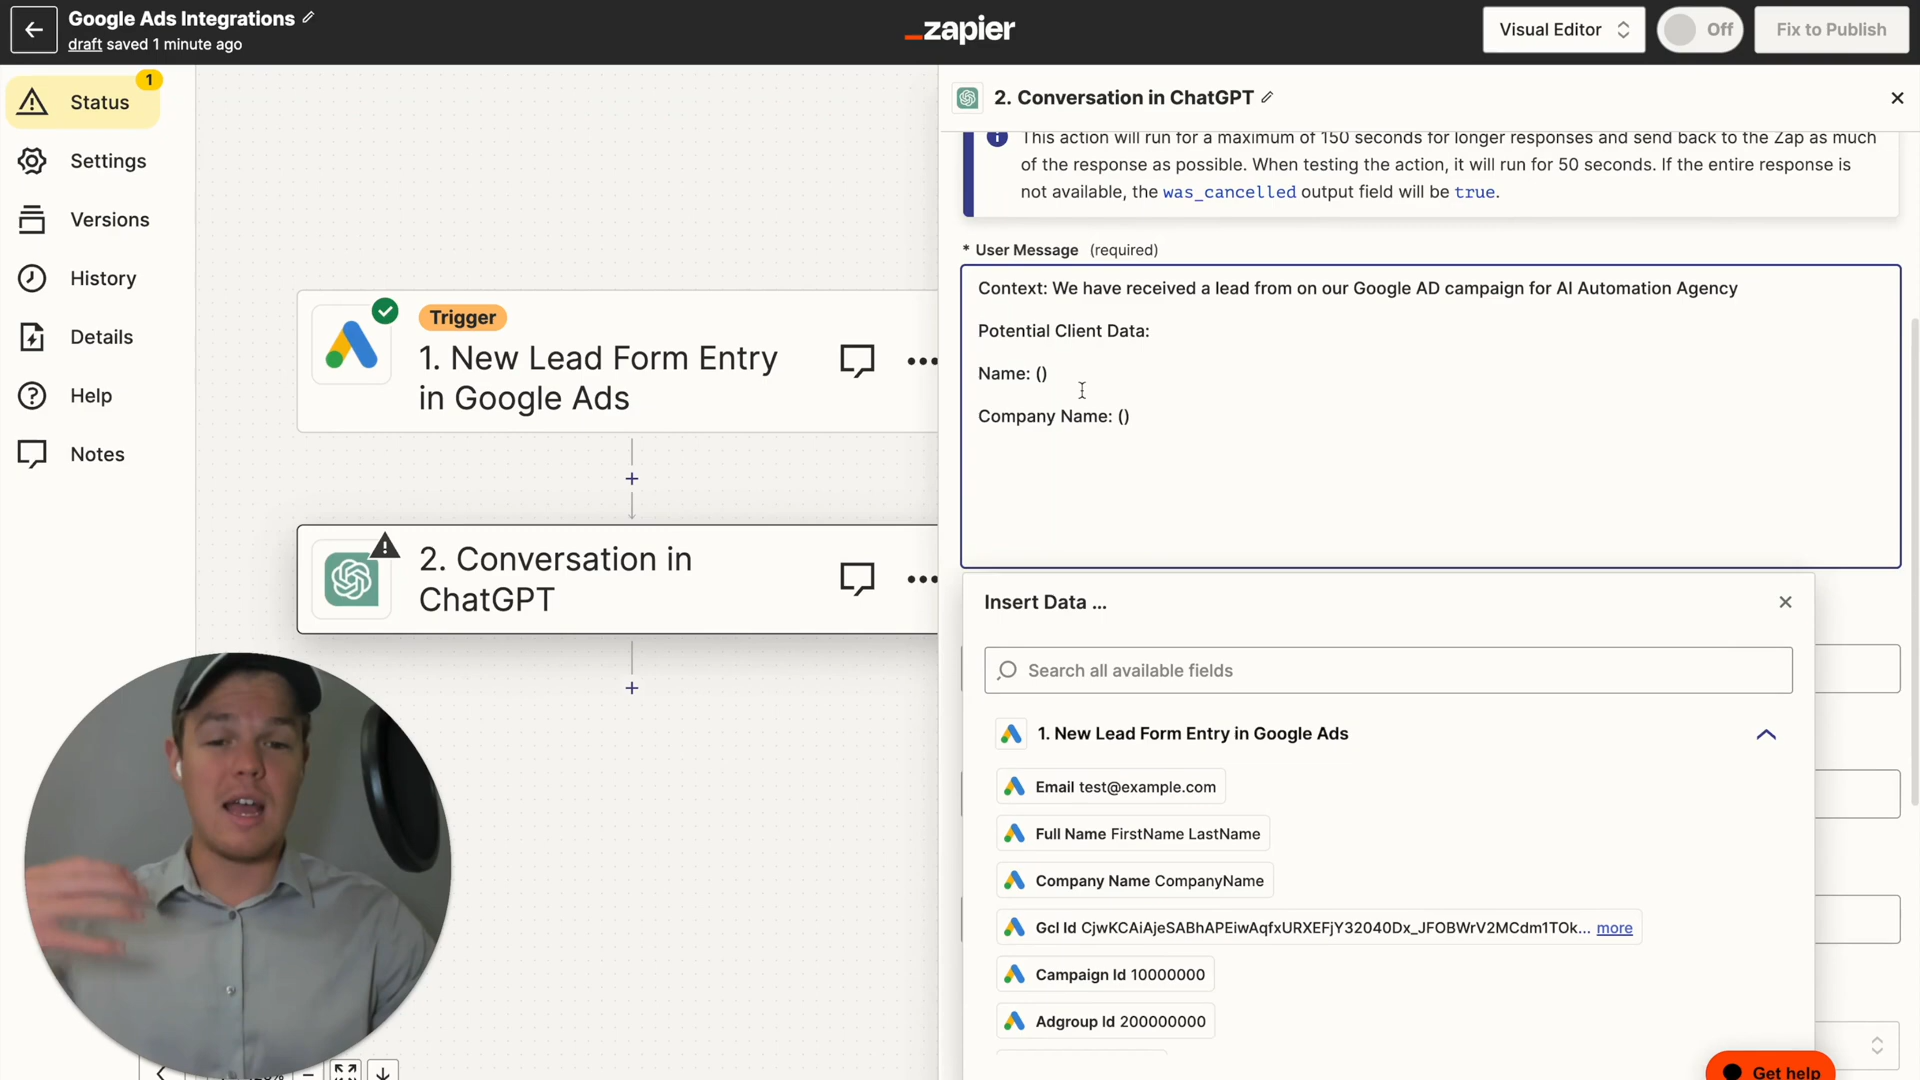 Google Ads Integrations
draft saved 1 minute ago
zapier
Visual Editor
Off
Fix to Publish
1
Status
Settings
Versions
History
Details
Help
Notes
Trigger
1. New Lead Form Entry
in Google Ads
2. Conversation in
ChatGPT
2. Conversation in ChatGPT
This action will run for a maximum of 150 seconds for longer responses and send back to the Zap as much
of the response as possible. When testing the action, it will run for 50 seconds. If the entire response is
not available, the was_cancelled output field will be true.
* User Message (required)
Context: We have received a lead from on our Google AD campaign for AI Automation Agency
Potential Client Data:
Name: ()
Company Name: ()
Insert Data ...
Search all available fields
1. New Lead Form Entry in Google Ads
Email test@example.com
Full Name FirstName LastName
Company Name CompanyName
Gcl Id CjwKCAiAjeSABhAPEiwAqfxURXEFjY32040Dx_JFOBWrV2MCdm1TOk... more
Campaign Id 10000000
Adgroup Id 200000000
Get help